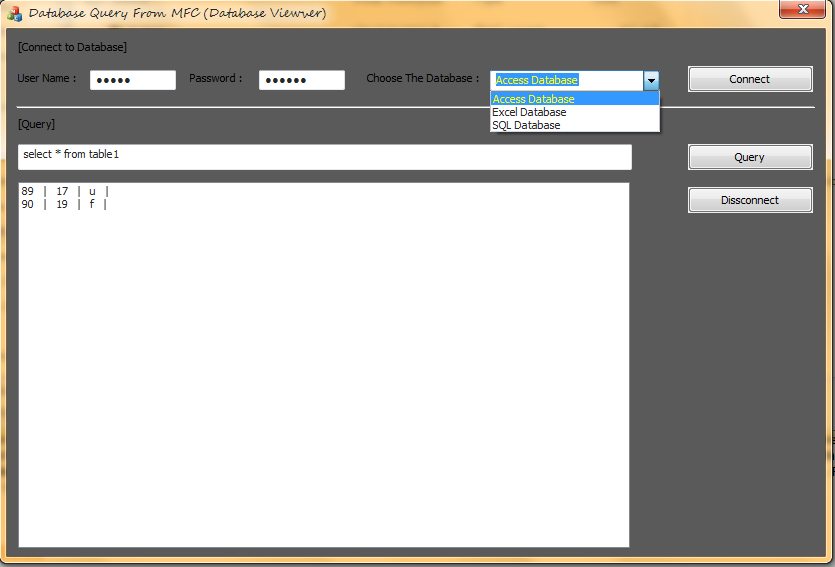 Database Query From MFC (Database Viewver)
[Connect to Database]
User Name : ●●●●● Password : ●●●●●● Choose The Database : Access Database Connect
Access Database
Excel Database
SQL Database
[Query]
select * from table1 Query
89 | 17 | u |
90 | 19 | f |
Dissconnect